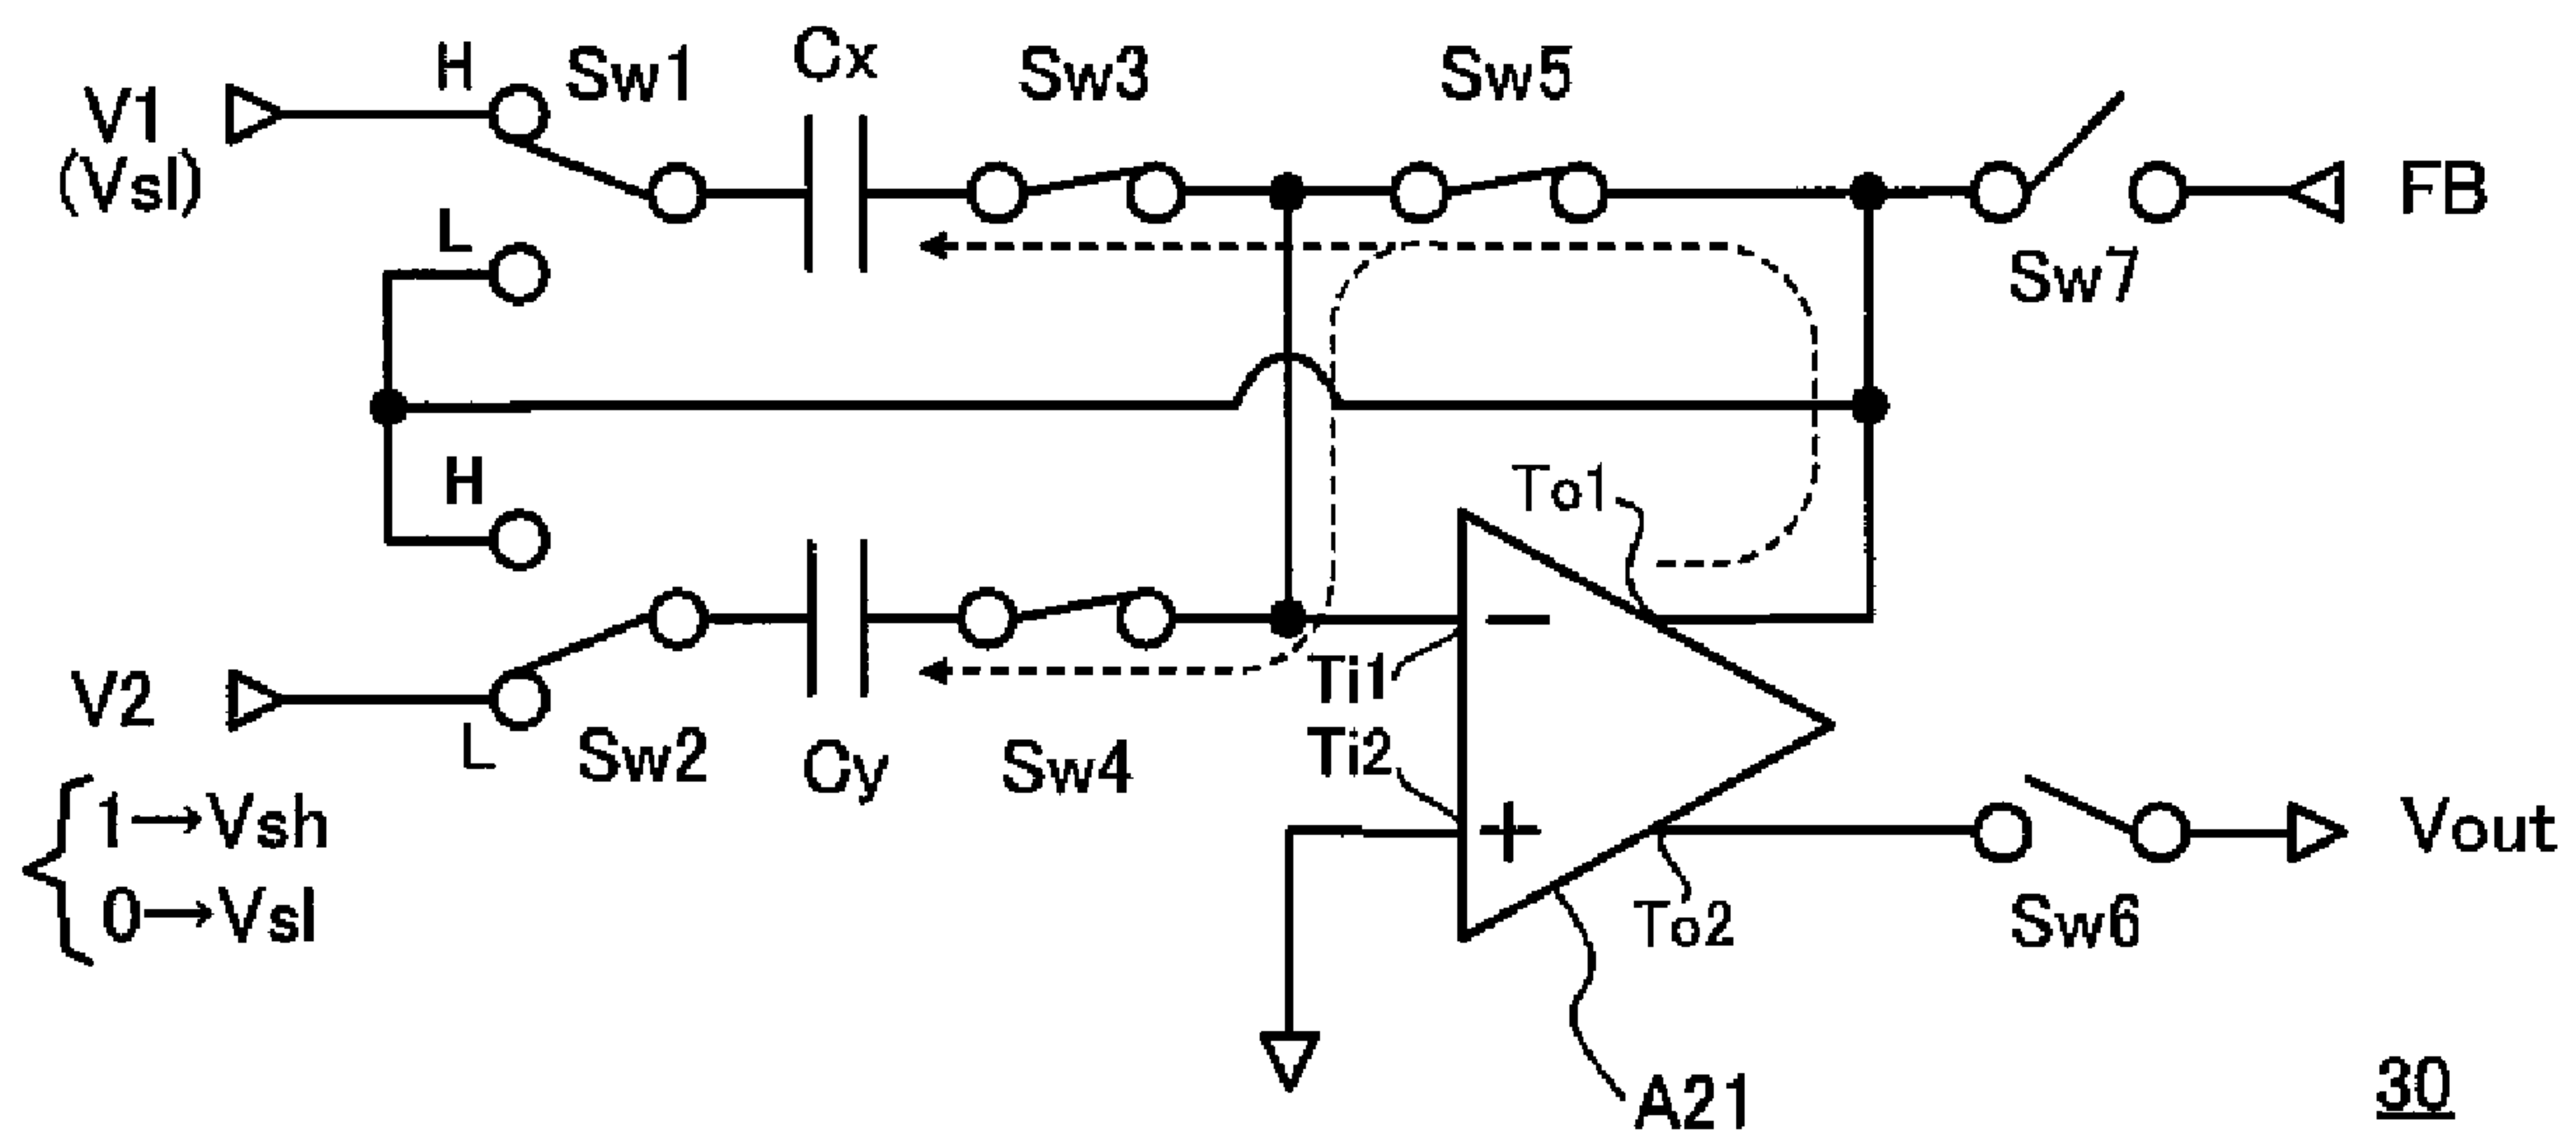 H
Sw1
Cx
Sw3
Sw5
V1
(Vsl)
FB
L
Sw7
H
To1
V2
L
Sw2
Cy
Sw4
Ti1
Ti2
−
+
1→Vsh
0→Vsl
To2
Sw6
Vout
A21
30